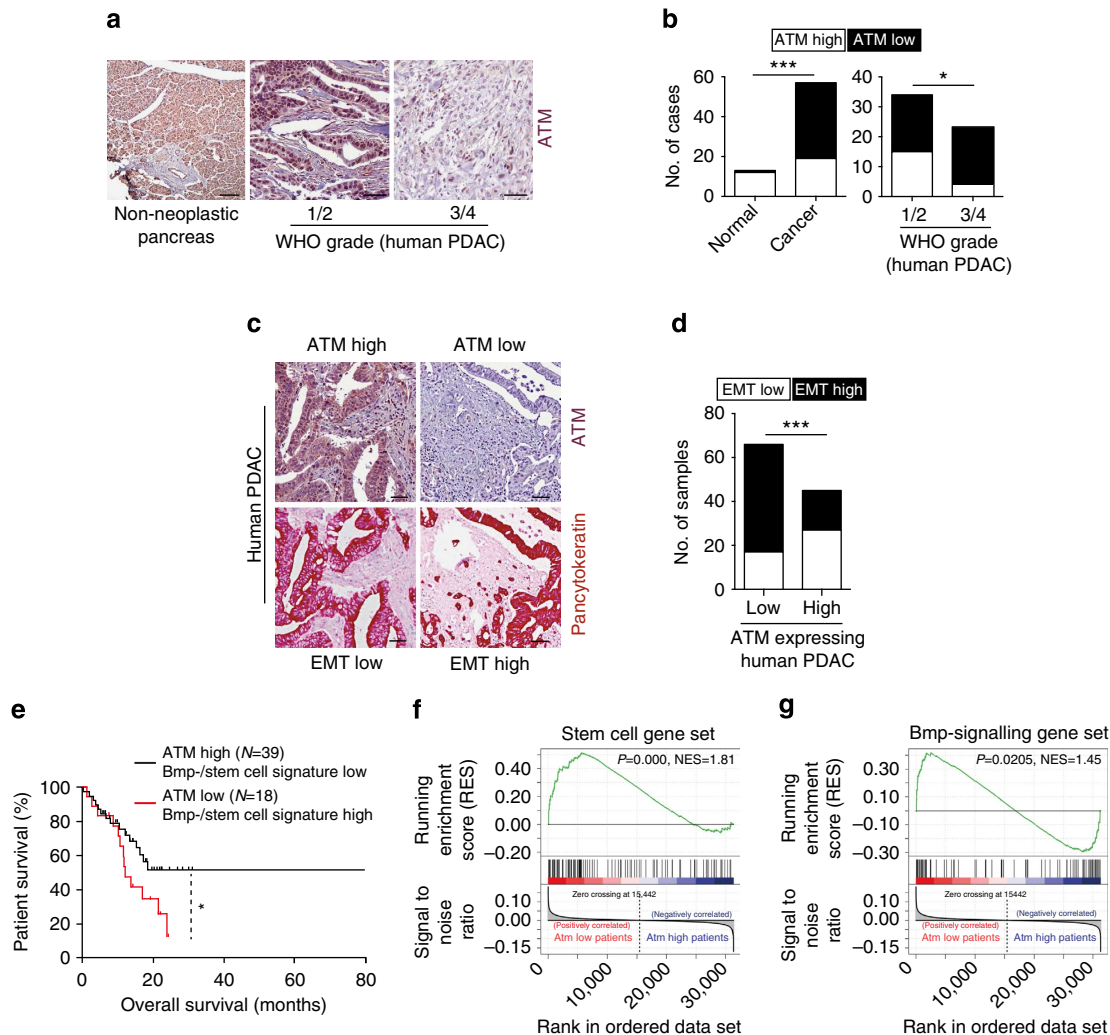 a
ATM
Non-neoplastic
pancreas
1/2
3/4
WHO grade (human PDAC)
b
ATM high
ATM low
No. of cases
60
40
20
0
***
Normal
Cancer
40
30
20
10
0
*
1/2
3/4
WHO grade
(human PDAC)
c
ATM high
ATM low
Human PDAC
ATM
Pancytokeratin
EMT low
EMT high
d
EMT low
EMT high
No. of samples
80
60
40
20
0
***
Low
High
ATM expressing
human PDAC
e
ATM high (N=39)
Bmp-/stem cell signature low
ATM low (N=18)
Bmp-/stem cell signature high
Patient survival (%)
100
80
60
40
20
0
*
0
20
40
60
80
Overall survival (months)
f
Stem cell gene set
P=0.000, NES=1.81
Running
enrichment
score (RES)
0.40
0.20
0.00
−0.20
Signal to
noise
ratio
0.10
0.00
−0.15
Zero crossing at 15,442
(Negatively correlated)
(Positively correlated)
Atm low patients
Atm high patients
0
10,000
20,000
30,000
Rank in ordered data set
g
Bmp-signalling gene set
P=0.0205, NES=1.45
Running
enrichment
score (RES)
0.30
0.10
−0.10
−0.30
Signal to
noise
ratio
0.10
0.00
−0.15
Zero crossing at 15442
(Negatively correlated)
(Positively correlated)
Atm low patients
Atm high patients
0
10,000
20,000
30,000
Rank in ordered data set